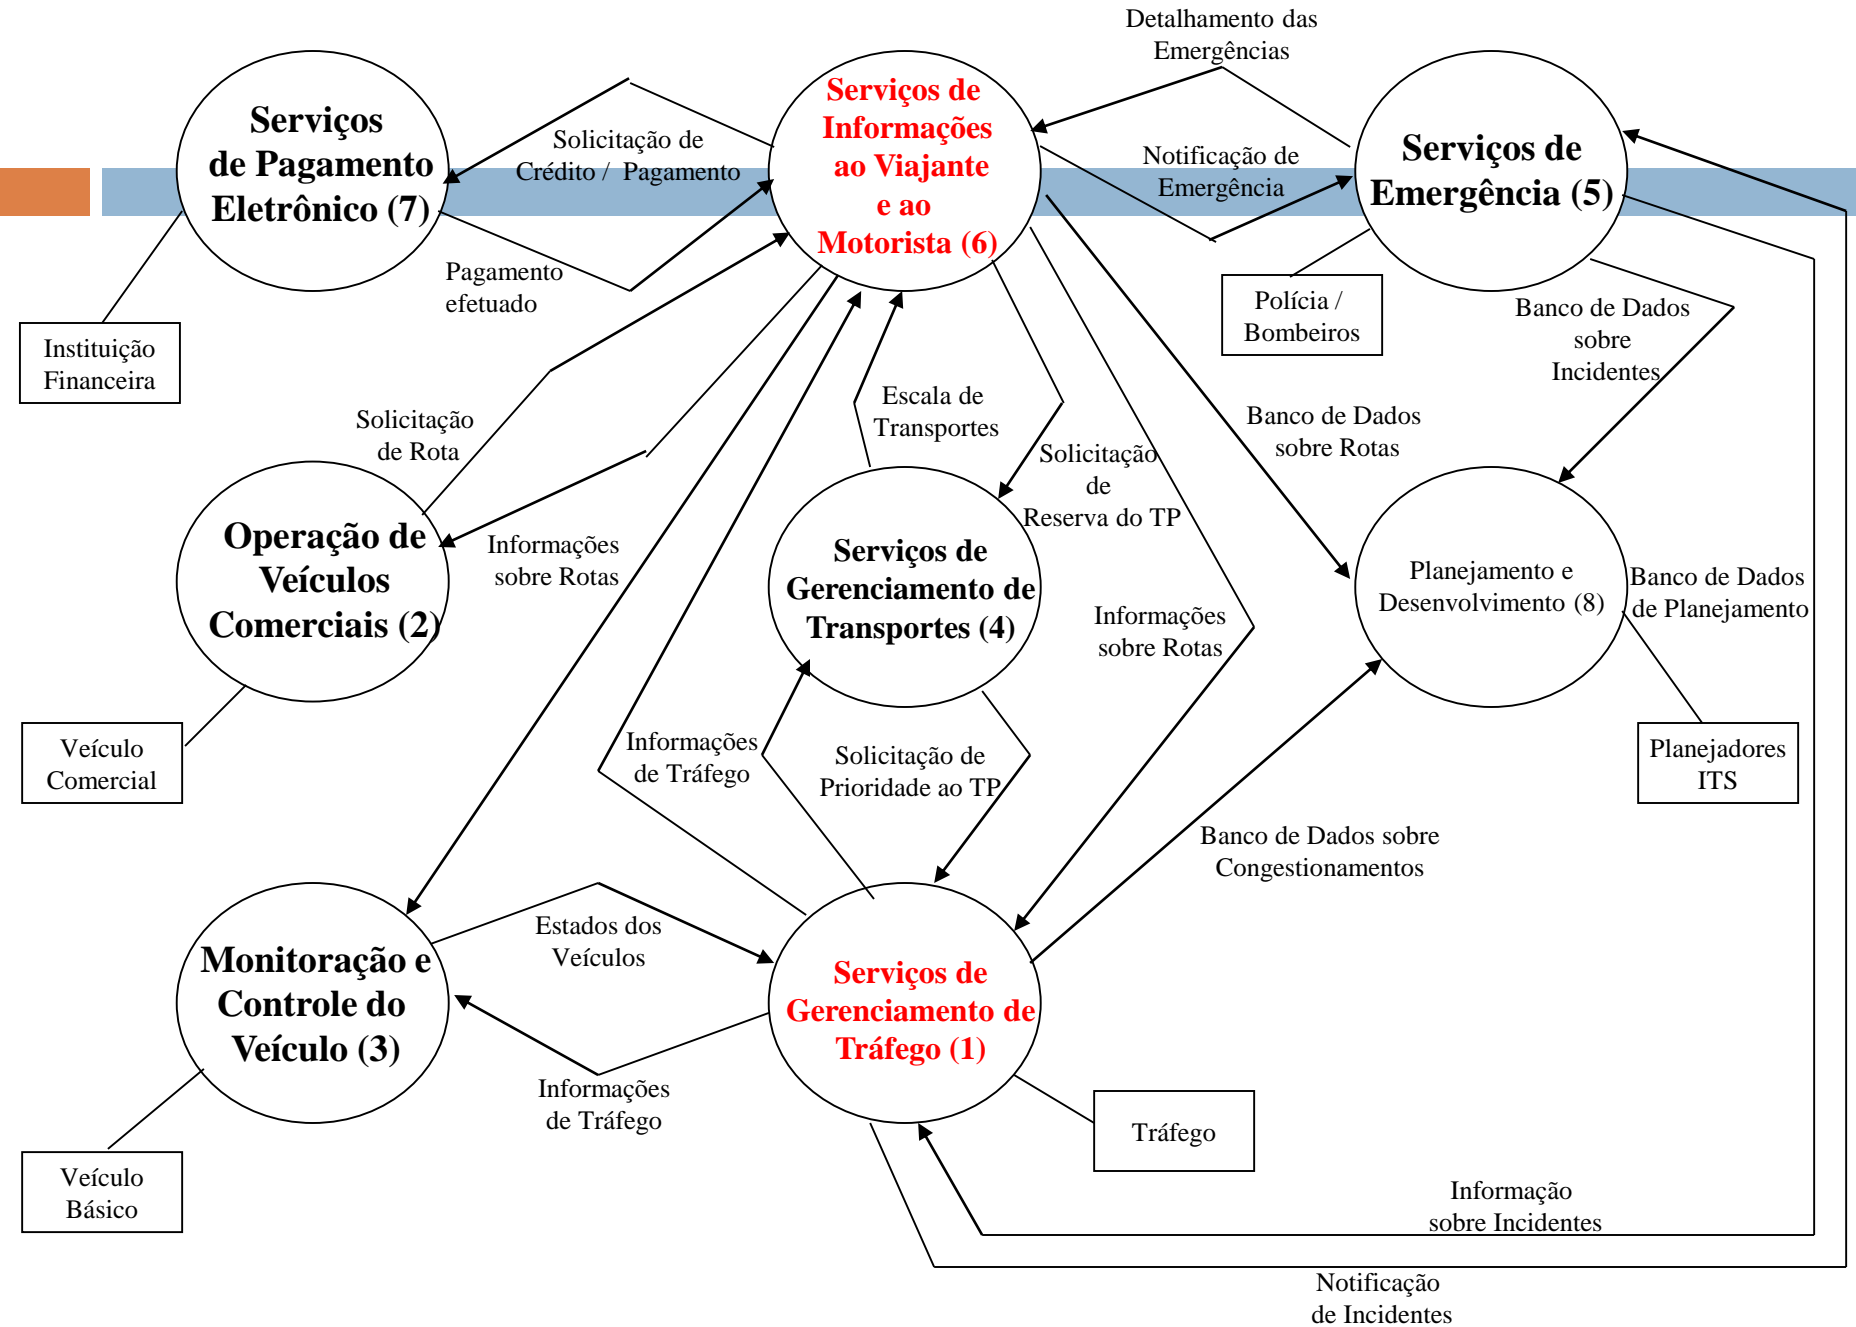 Detalhamento das
Emergências
Serviços
de Pagamento
Eletrônico (7)
Solicitação de
Crédito / Pagamento
Serviços de
Informações
ao Viajante
e ao
Motorista (6)
Notificação de
Emergência
Serviços de
Emergência (5)
Pagamento
efetuado
Instituição
Financeira
Polícia /
Bombeiros
Banco de Dados
sobre
Incidentes
Solicitação
de Rota
Escala de
Transportes
Solicitação
de
Reserva do TP
Banco de Dados
sobre Rotas
Operação de
Veículos
Comerciais (2)
Informações
sobre Rotas
Serviços de
Gerenciamento de
Transportes (4)
Informações
sobre Rotas
Planejamento e
Desenvolvimento (8)
Banco de Dados
de Planejamento
Veículo
Comercial
Informações
de Tráfego
Solicitação de
Prioridade ao TP
Planejadores
ITS
Banco de Dados sobre
Congestionamentos
Monitoração e
Controle do
Veículo (3)
Estados dos
Veículos
Serviços de
Gerenciamento de
Tráfego (1)
Informações
de Tráfego
Tráfego
Veículo
Básico
Informação
sobre Incidentes
Notificação
de Incidentes